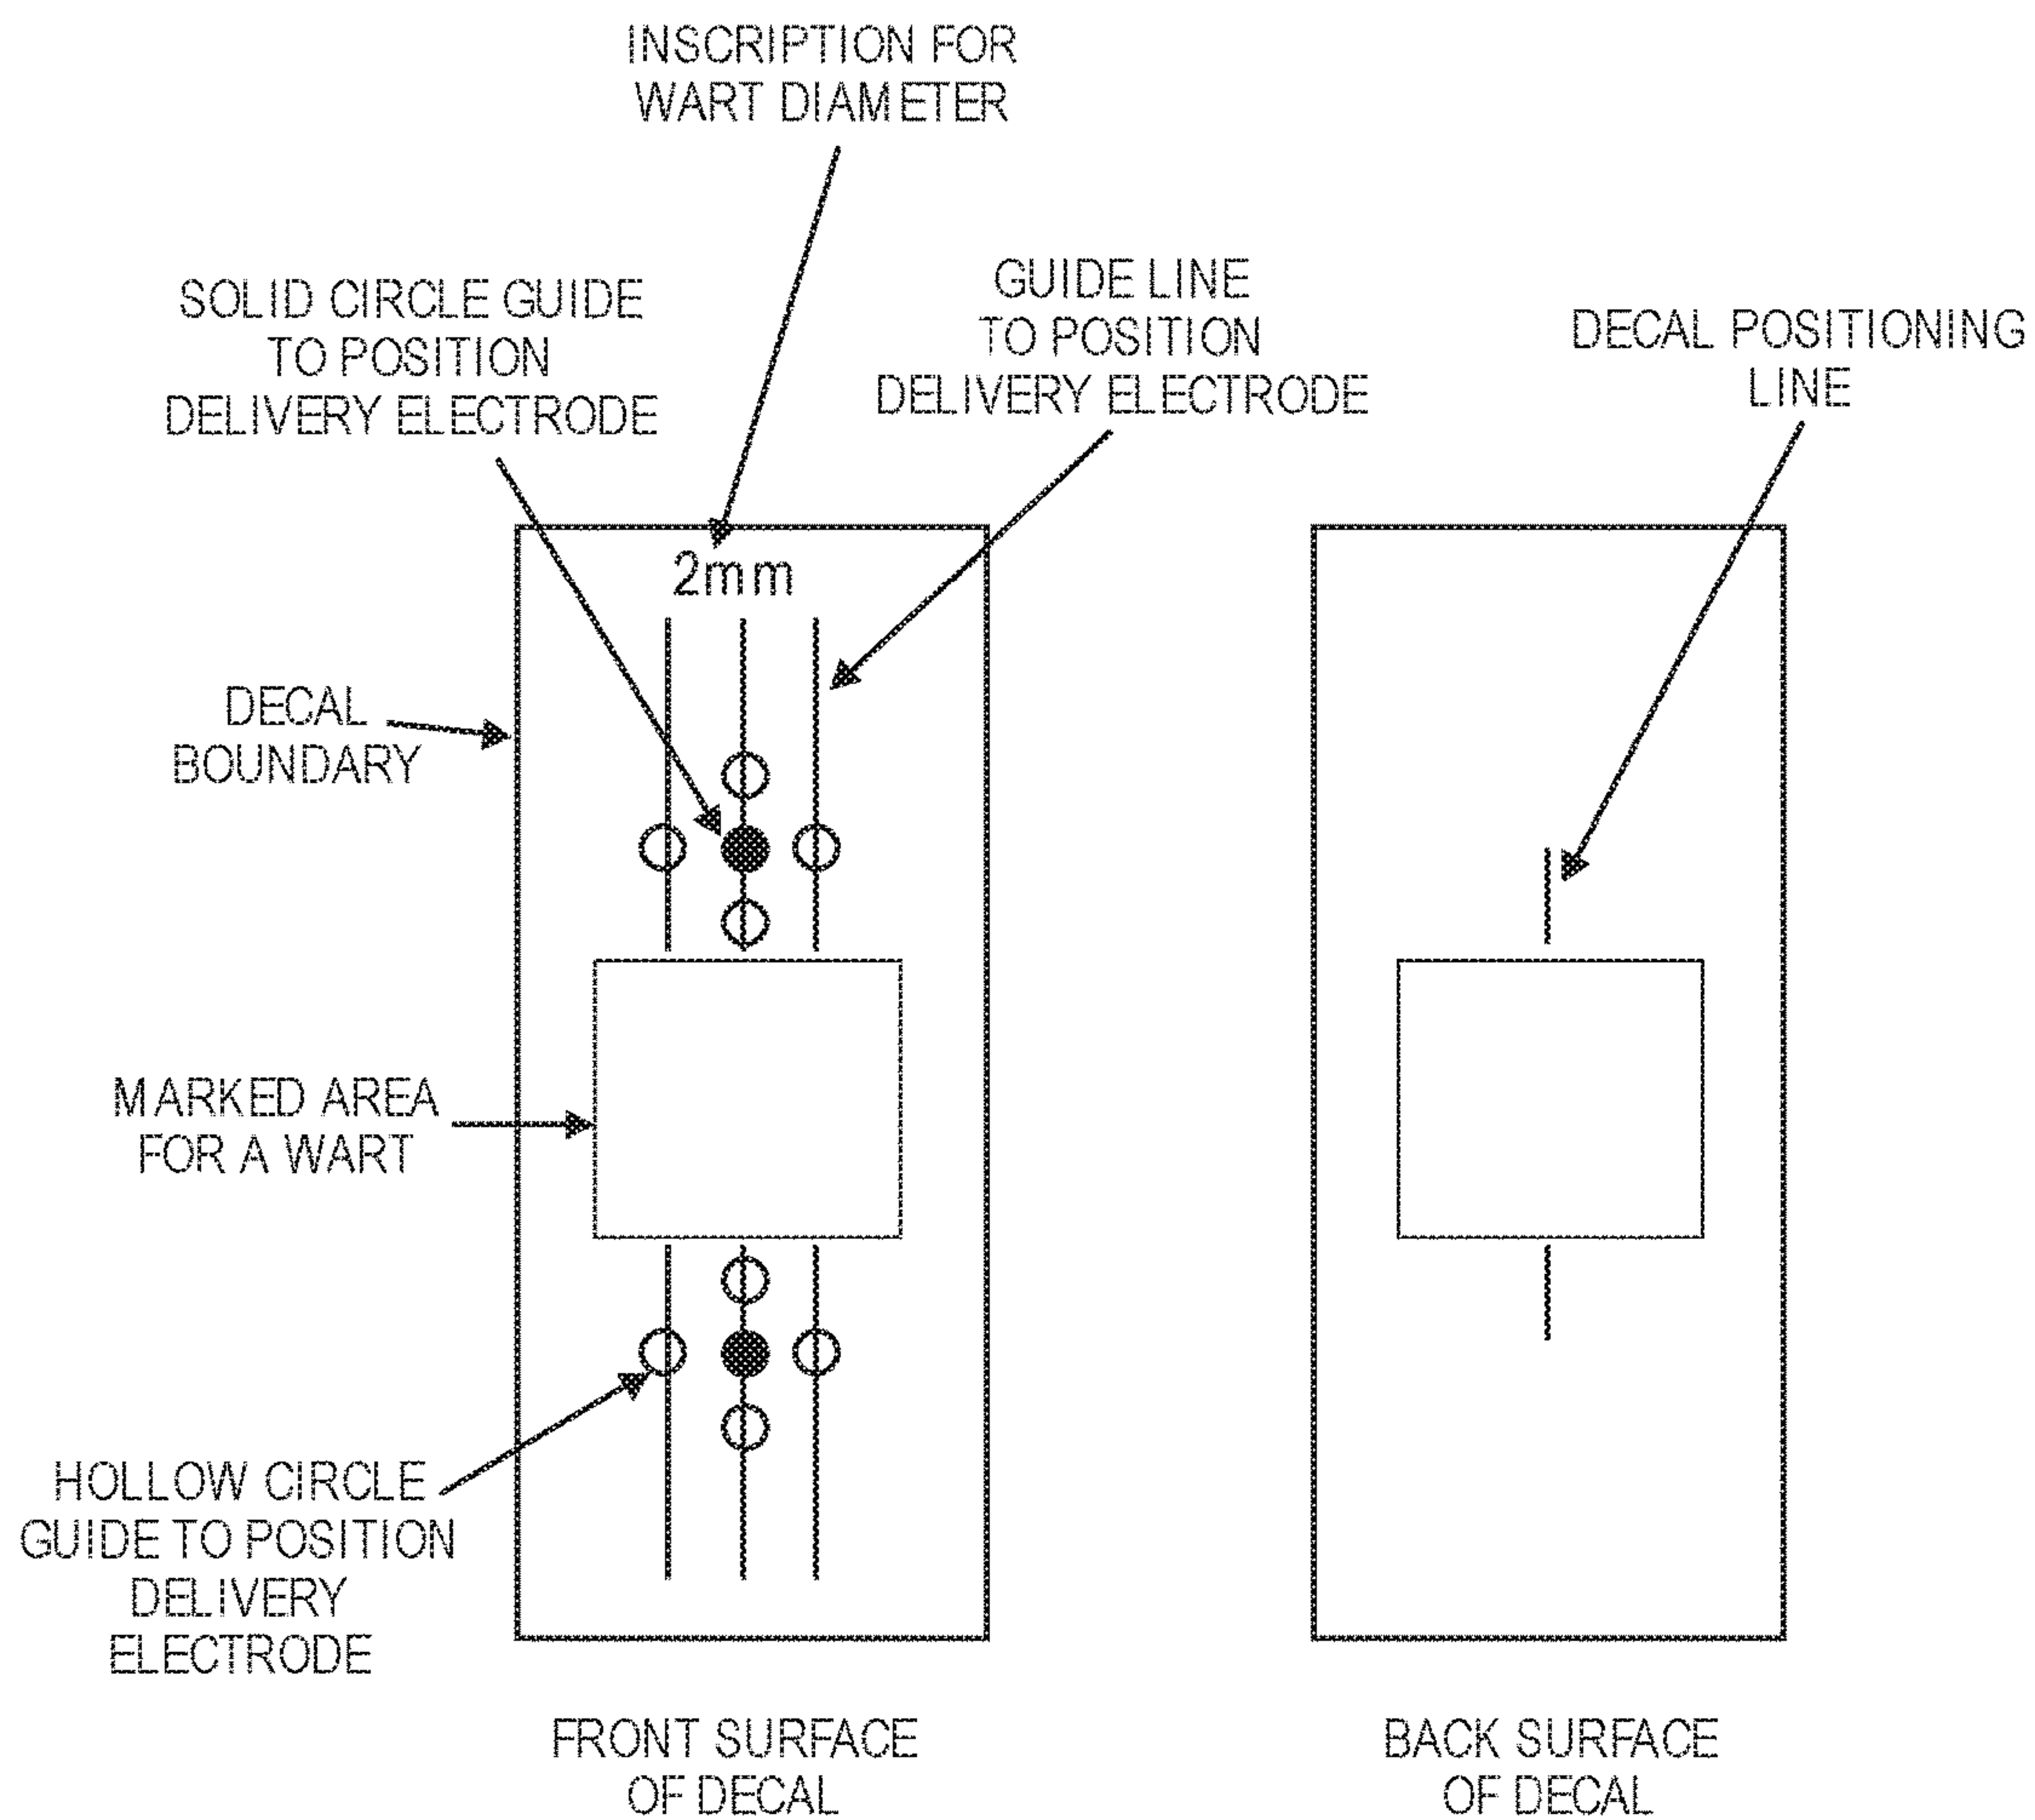 INSCRIPTION FOR
WART DIAMETER
SOLID CIRCLE GUIDE
TO POSITION
DELIVERY ELECTRODE
GUIDE LINE
TO POSITION
DELIVERY ELECTRODE
DECAL POSITIONING
LINE
2mm
DECAL
BOUNDARY
MARKED AREA
FOR A WART
HOLLOW CIRCLE
GUIDE TO POSITION
DELIVERY
ELECTRODE
FRONT SURFACE
OF DECAL
BACK SURFACE
OF DECAL